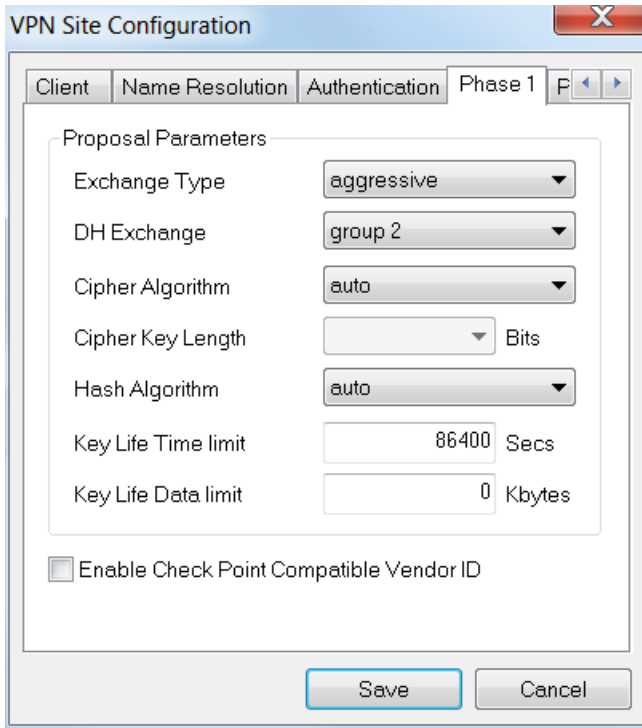 VPN Site Configuration
Client Name Resolution Authentication Phase 1 P
Proposal Parameters
Exchange Type aggressive
DH Exchange group 2
Cipher Algorithm auto
Cipher Key Length Bits
Hash Algorithm auto
Key Life Time limit 86400 Secs
Key Life Data limit 0 Kbytes
Enable Check Point Compatible Vendor ID
Save Cancel